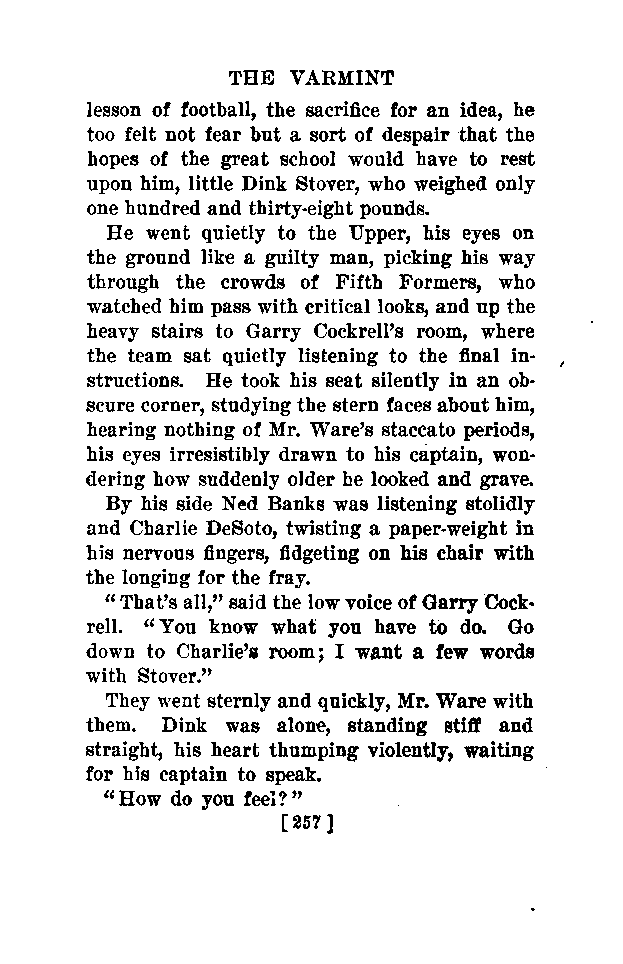 THE VARMINT
lesson of football, the sacrifice for an idea, he
too felt not fear but a sort of despair that the
hopes of the great school would have to rest
upon him, little Dink Stover, who weighed only
one hundred and thirty-eight pounds.
He went quietly to the Upper, his eyes on
the ground like a guilty man, picking his way
through the crowds of Fifth Formers, who
watched him pass with critical looks, and up the
heavy stairs to Garry Cockrell's room, where
the team sat quietly listening to the final in-
structions. He took his seat silently in an ob-
scure corner, studying the stern faces about him,
hearing nothing of Mr. Ware's staccato periods,
his eyes irresistibly drawn to his captain, won-
dering how suddenly older he looked and grave.
By his side Ned Banks was listening stolidly
and Charlie DeSoto, twisting a paper-weight in
his nervous fingers, fidgeting on his chair with
the longing for the fray.
"That's all," said the low voice of Garry Cock-
rell. "You know what you have to do. Go
down to Charlie's room; I want a few words
with Stover."
They went sternly and quickly, Mr. Ware with
them. Dink was alone, standing stiff and
straight, his heart thumping violently, waiting
for his captain to speak.
"How do you feel?"
[257]